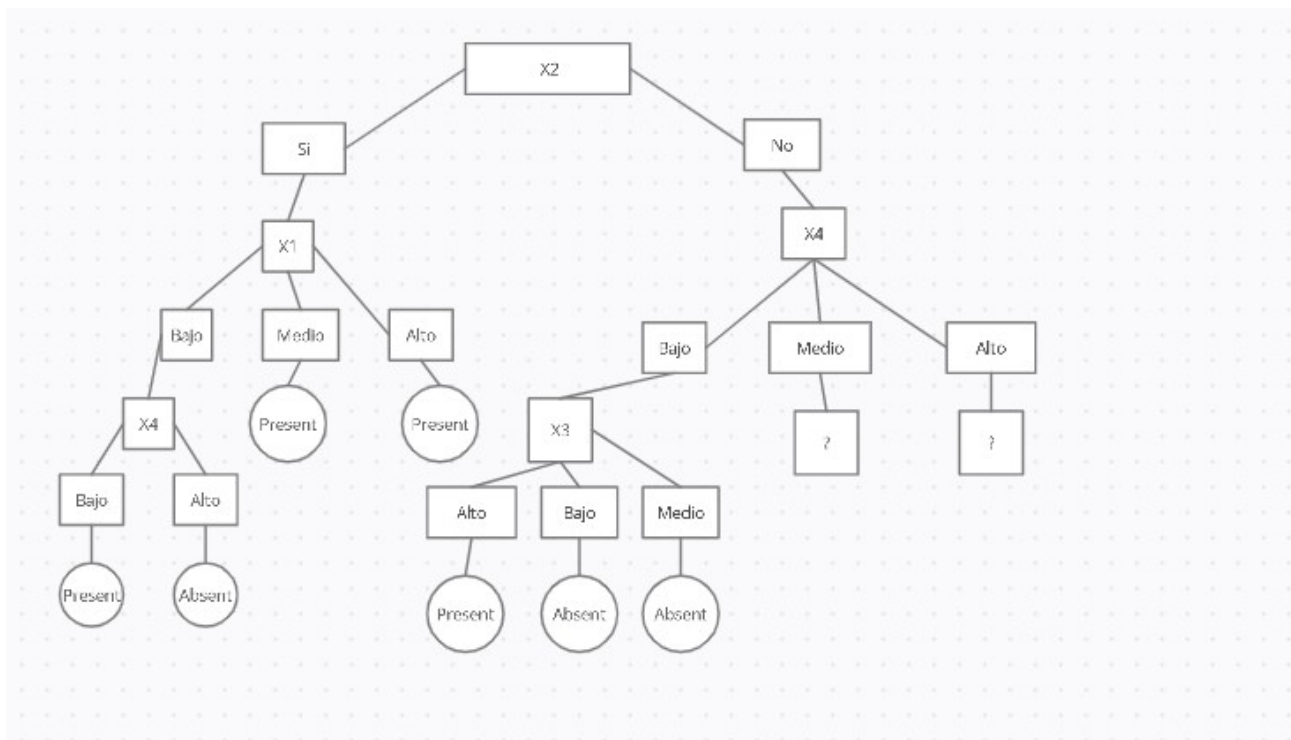 X2
Si
No
X4
X1
Bajo
Medio
Alto
Bajo
Medio
Alto
X4
Present
Present
X3
?
?
Bajo
Alto
Alto
Bajo
Medio
Present
Absent
Present
Absent
Absent